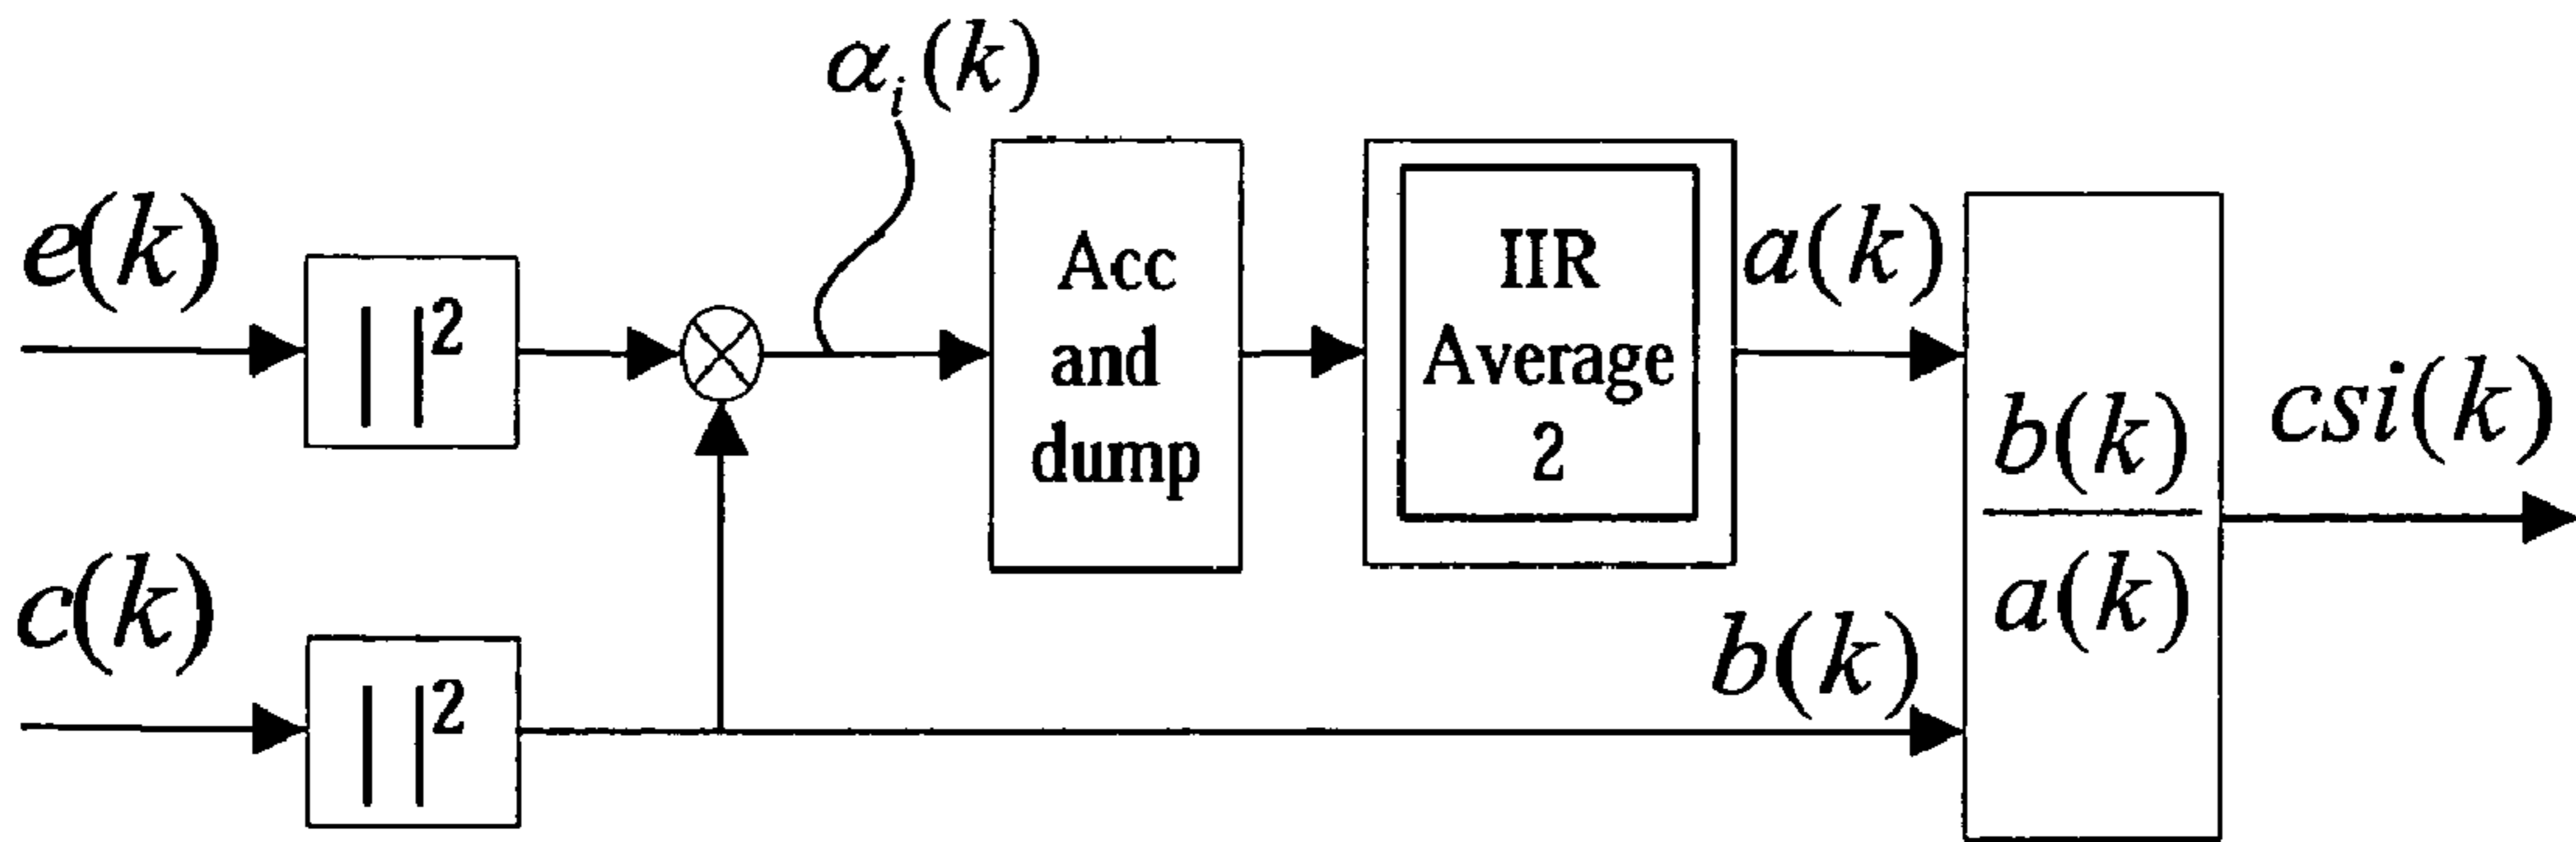 αᵢ(k)
e(k)
| |²
Acc
and
dump
IIR
Average
2
a(k)
b(k)
a(k)
csi(k)
c(k)
| |²
b(k)